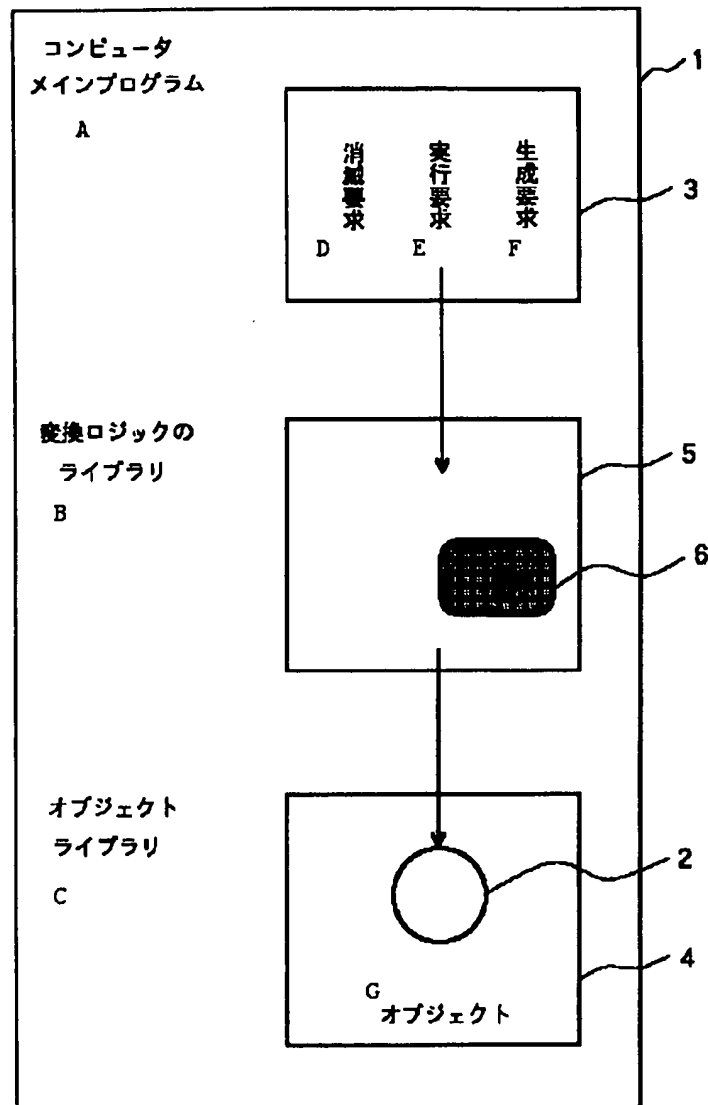 コンピュータ
メインプログラム
A
1
消滅要求
D
実行要求
E
生成要求
F
3
変換ロジックの
ライブラリ
B
5
6
オブジェクト
ライブラリ
C
2
G
オブジェクト
4